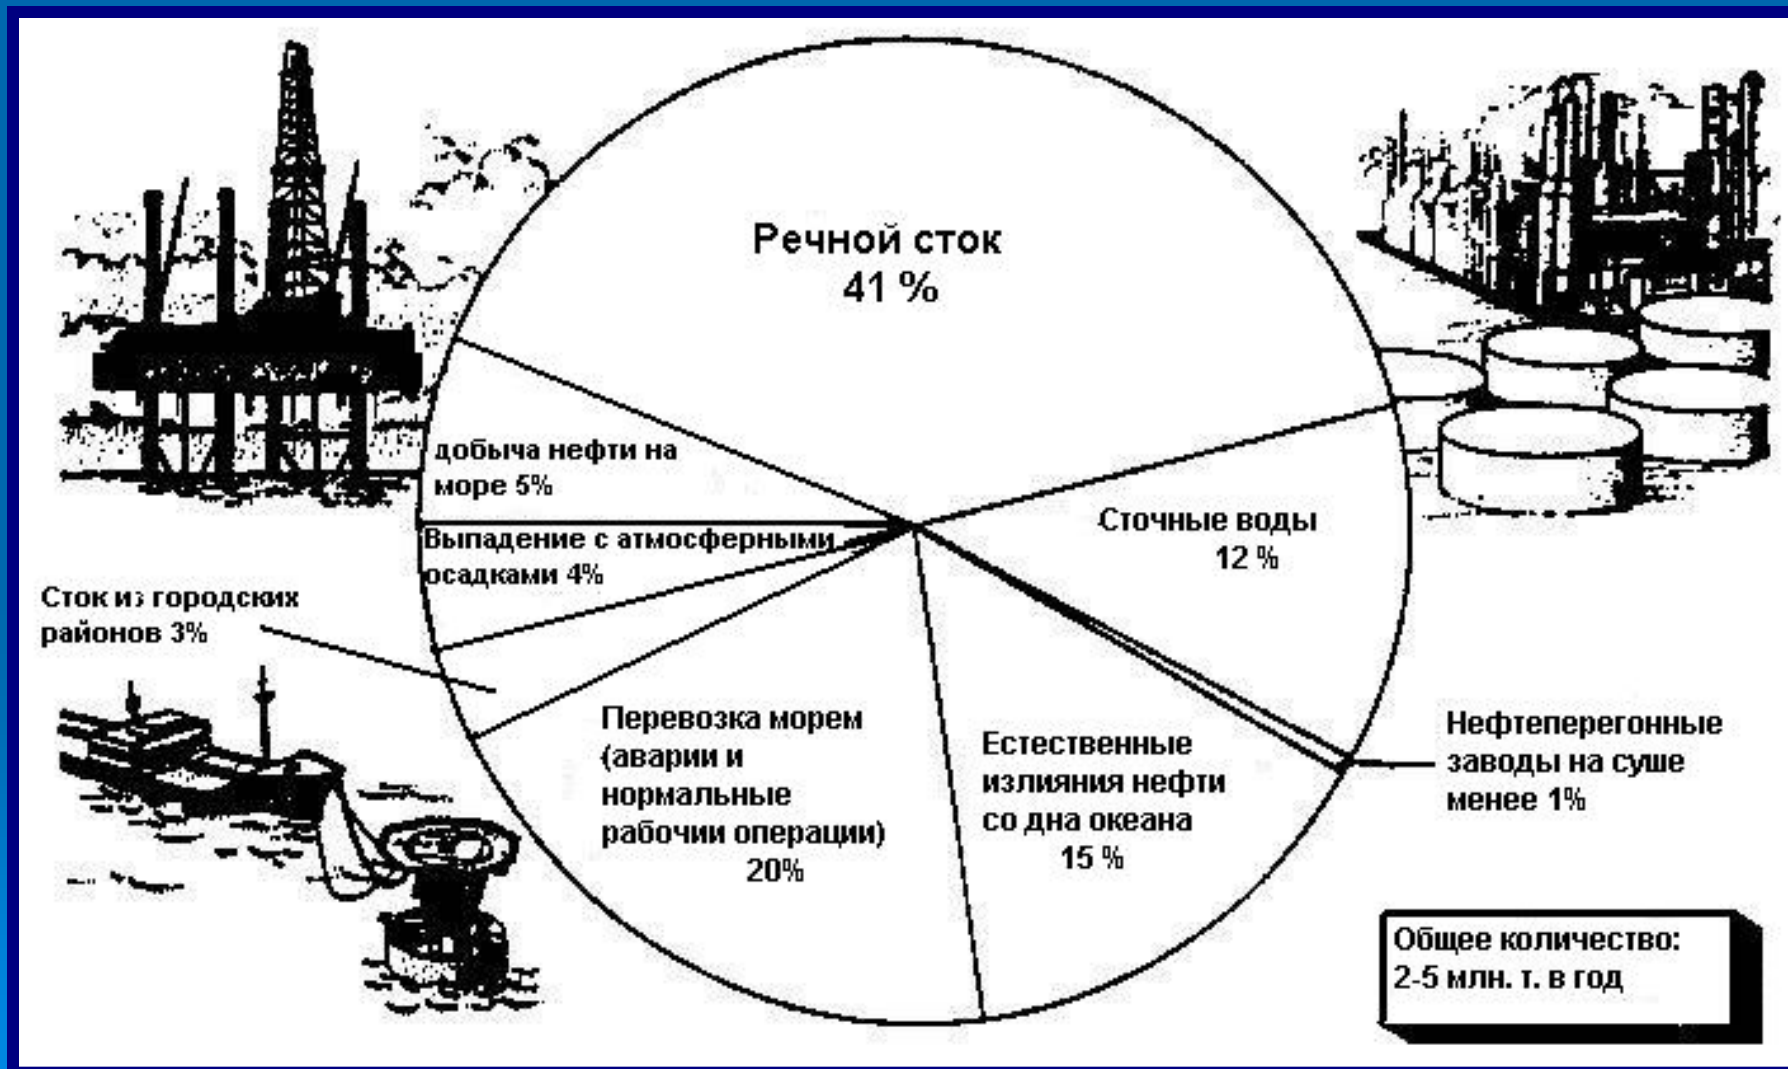 Речной сток
41 %
добыча нефти на
море 5%
Выпадение с атмосферными
осадками 4%
Сток из городских
районов 3%
Перевозка морем
(аварии и
нормальные
рабочии операции)
20%
Естественные
излияния нефти
со дна океана
15 %
Сточные воды
12 %
Нефтеперегонные
заводы на суше
менее 1%
Общее количество:
2-5 млн. т. в год